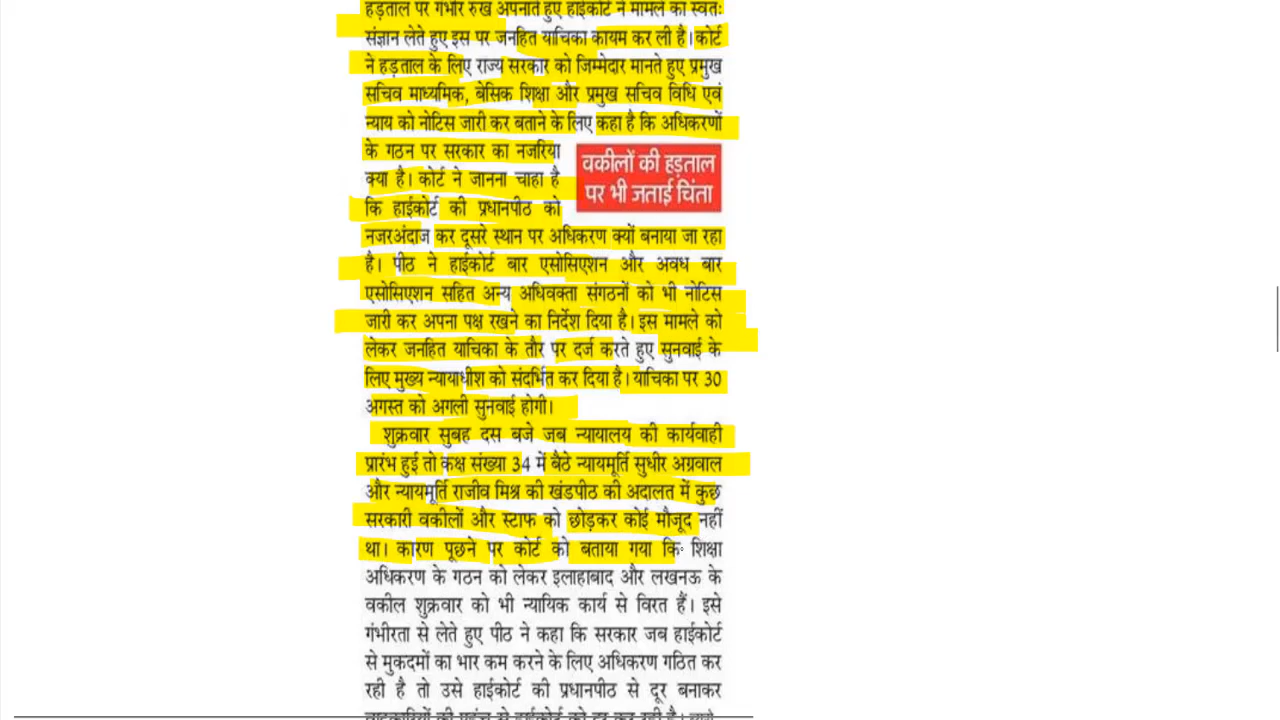 हड़ताल पर गंभीर रुख अपनाते हुए हाईकोर्ट ने मामले का स्वतः
संज्ञान लेते हुए इस पर जनहित याचिका कायम कर ली है। कोर्ट
ने हड़ताल के लिए राज्य सरकार को जिम्मेदार मानते हुए प्रमुख
सचिव माध्यमिक, बेसिक शिक्षा और प्रमुख सचिव विधि एवं
न्याय को नोटिस जारी कर बताने के लिए कहा है कि अधिकरणों
के गठन पर सरकार का नजरिया
क्या है। कोर्ट ने जानना चाहा है
कि हाईकोर्ट की प्रधानपीठ को
वकीलों की हड़ताल
पर भी जताई चिंता
नजरअंदाज कर दूसरे स्थान पर अधिकरण क्यों बनाया जा रहा
है। पीठ ने हाईकोर्ट बार एसोसिएशन और अवध बार
एसोसिएशन सहित अन्य अधिवक्ता संगठनों को भी नोटिस
जारी कर अपना पक्ष रखने का निर्देश दिया है। इस मामले को
लेकर जनहित याचिका के तौर पर दर्ज करते हुए सुनवाई के
लिए मुख्य न्यायाधीश को संदर्भित कर दिया है। याचिका पर 30
अगस्त को अगली सुनवाई होगी।
शुक्रवार सुबह दस बजे जब न्यायालय की कार्यवाही
प्रारंभ हुई तो कक्ष संख्या 34 में बैठे न्यायमूर्ति सुधीर अग्रवाल
और न्यायमूर्ति राजीव मिश्र की खंडपीठ की अदालत में कुछ
सरकारी वकीलों और स्टाफ को छोड़कर कोई मौजूद नहीं
था। कारण पूछने पर कोर्ट को बताया गया कि शिक्षा
अधिकरण के गठन को लेकर इलाहाबाद और लखनऊ के
वकील शुक्रवार को भी न्यायिक कार्य से विरत हैं। इसे
गंभीरता से लेते हुए पीठ ने कहा कि सरकार जब हाईकोर्ट
से मुकदमों का भार कम करने के लिए अधिकरण गठित कर
रही है तो उसे हाईकोर्ट की प्रधानपीठ से दूर बनाकर